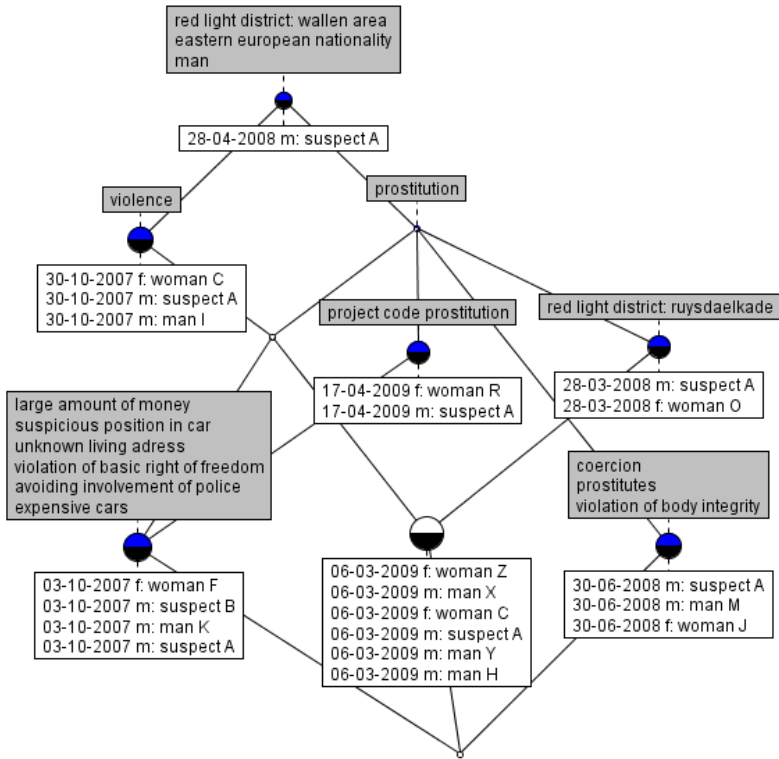 red light district: wallen area
eastern european nationality
man
28-04-2008 m: suspect A
violence
prostitution
30-10-2007 f: woman C
30-10-2007 m: suspect A
30-10-2007 m: man I
project code prostitution
red light district: ruysdaelkade
17-04-2009 f: woman R
17-04-2009 m: suspect A
28-03-2008 m: suspect A
28-03-2008 f: woman O
large amount of money
suspicious position in car
unknown living adress
violation of basic right of freedom
avoiding involvement of police
expensive cars
coercion
prostitutes
violation of body integrity
03-10-2007 f: woman F
03-10-2007 m: suspect B
03-10-2007 m: man K
03-10-2007 m: suspect A
06-03-2009 f: woman Z
06-03-2009 m: man X
06-03-2009 f: woman C
06-03-2009 m: suspect A
06-03-2009 m: man Y
06-03-2009 m: man H
30-06-2008 m: suspect A
30-06-2008 m: man M
30-06-2008 f: woman J